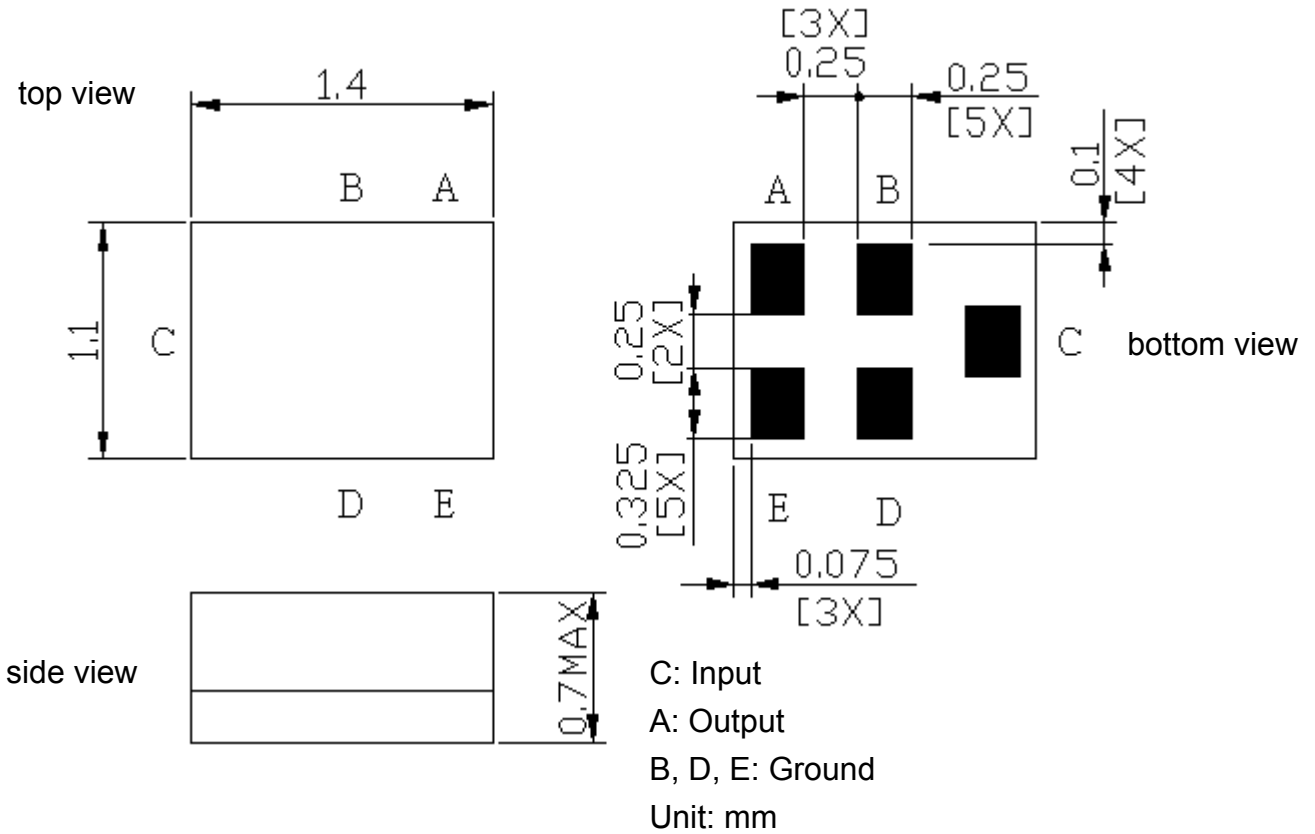 top view
1.4
B A
1.1
C
D E
side view
0.7MAX
[3X]
0.25
0.25
[5X]
0.1
[4X]
A B
0.25
[2X]
C
bottom view
0.325
[5X]
E D
0.075
[3X]
C: Input
A: Output
B, D, E: Ground
Unit: mm